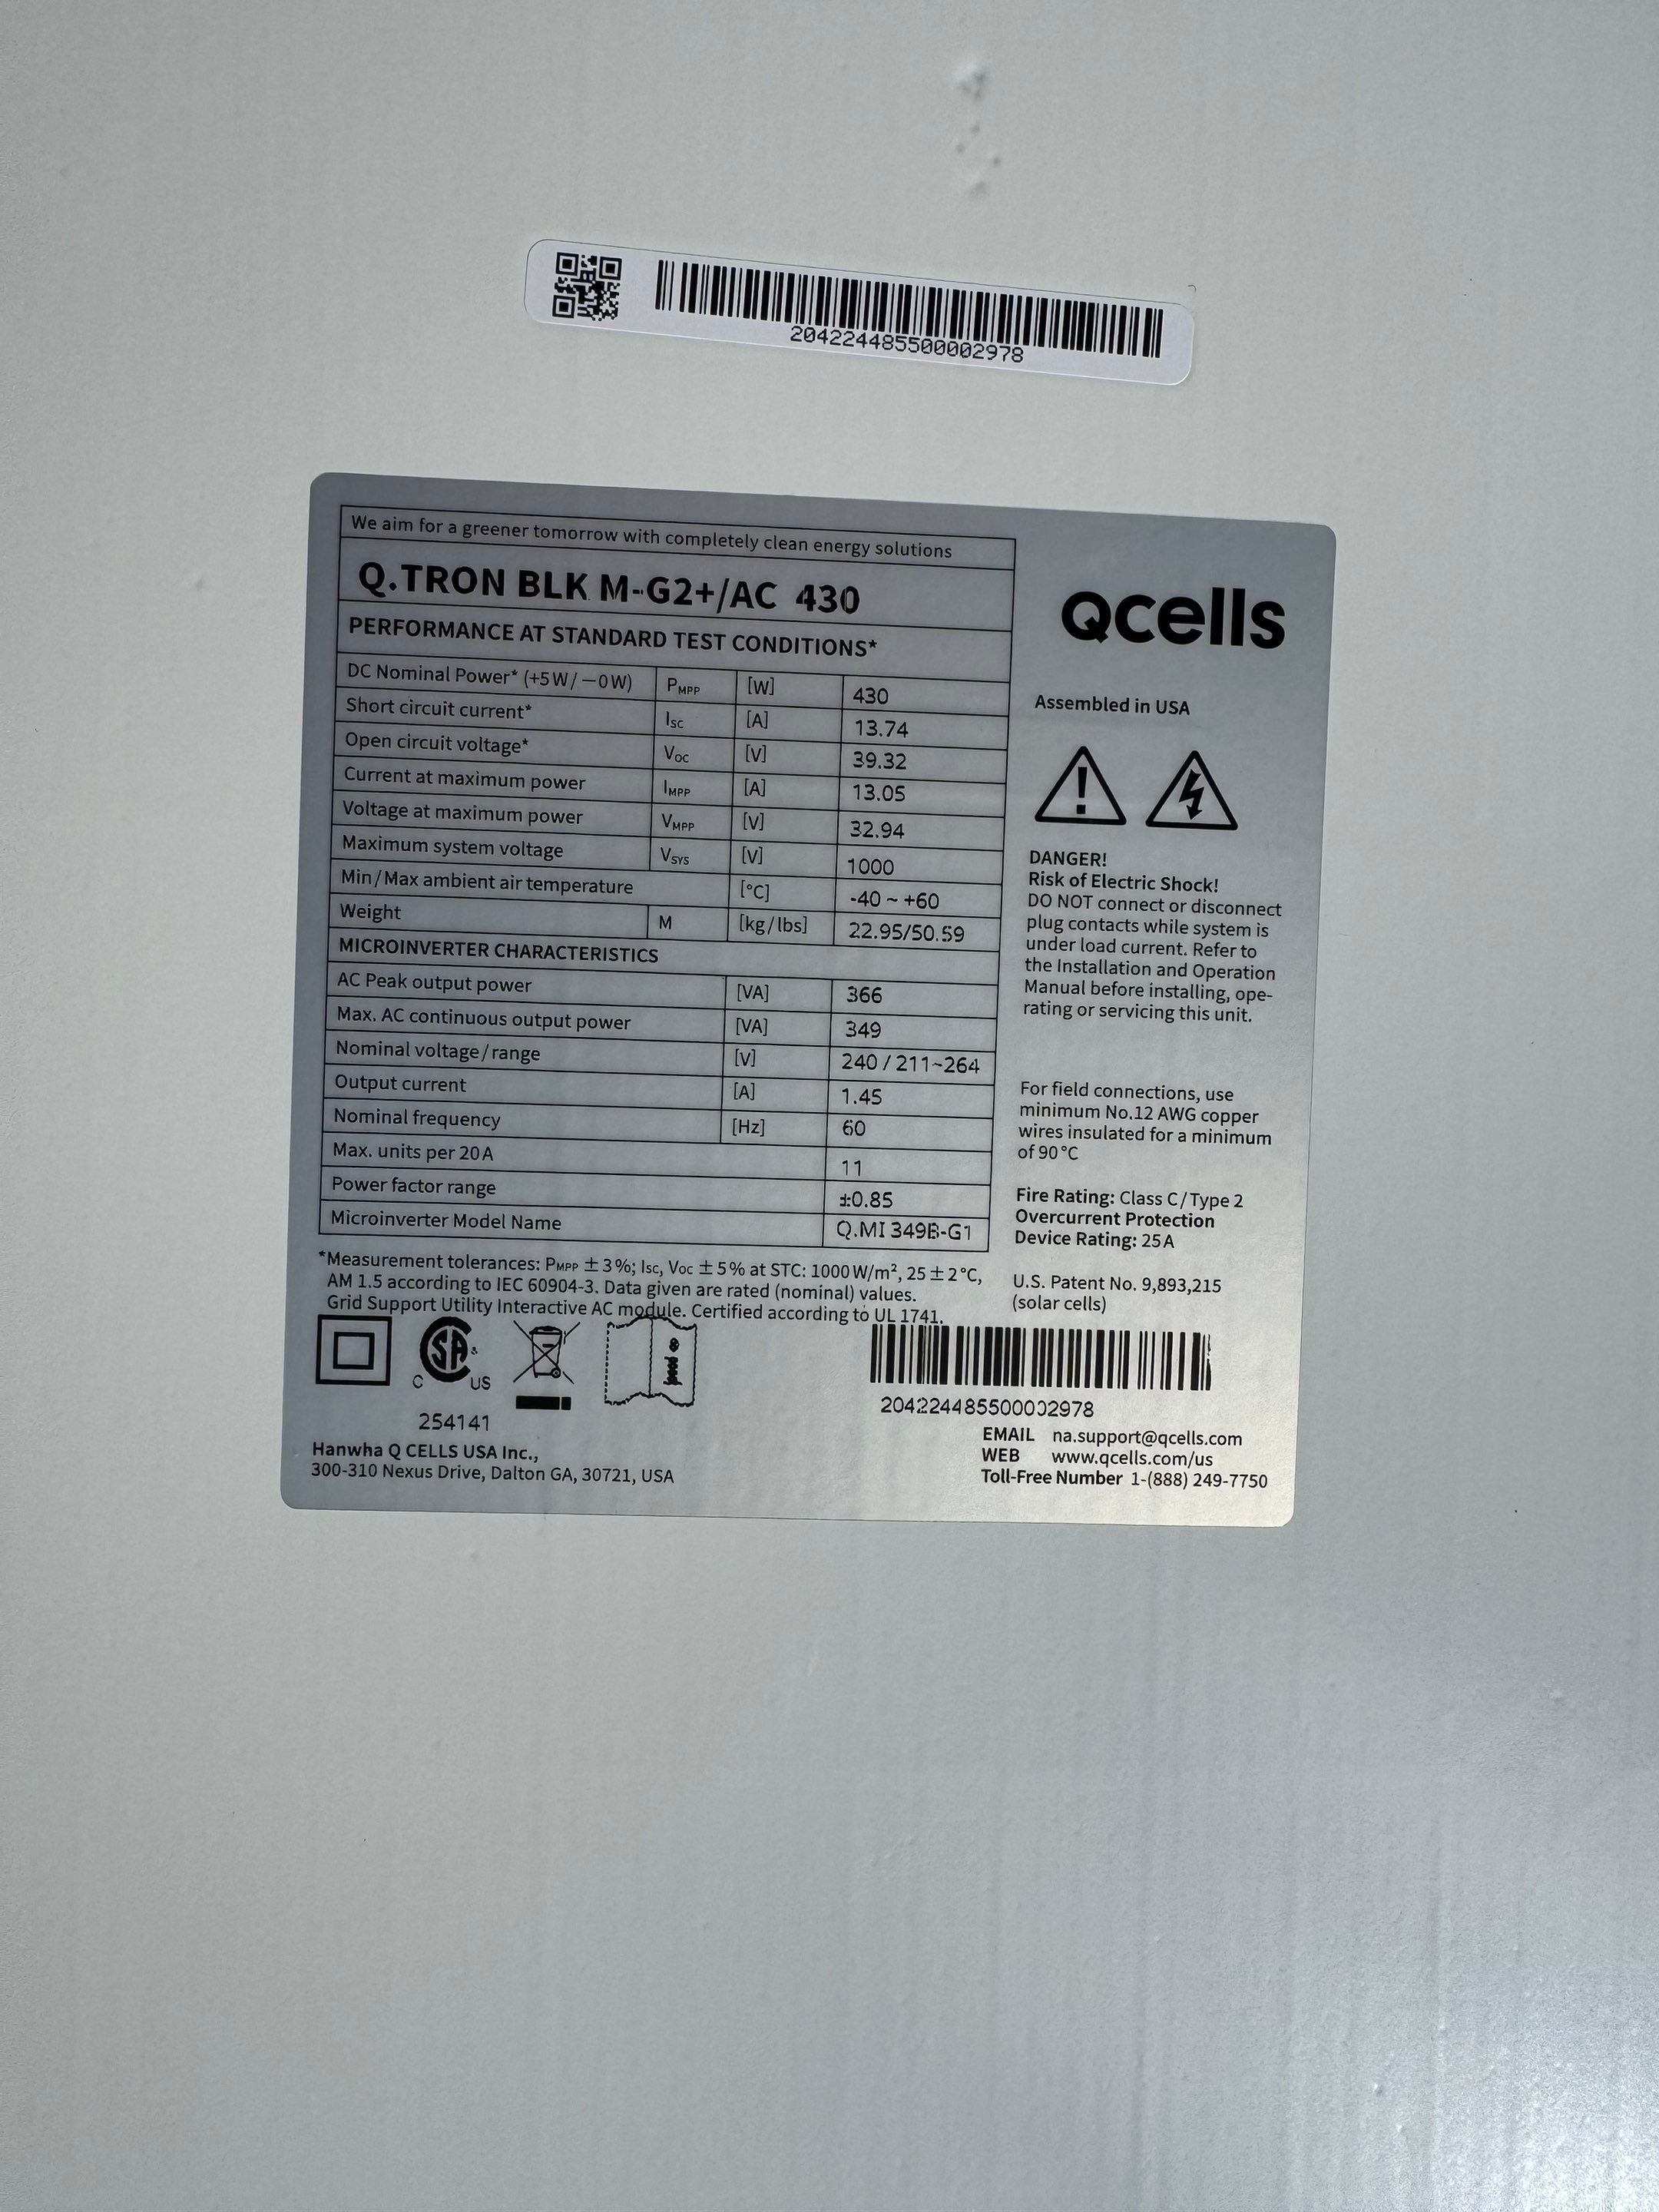 204224485500002978
We aim for a greener tomorrow with completely clean energy solutions
Q.TRON BLK M-G2+/AC 430
PERFORMANCE AT STANDARD TEST CONDITIONS*
DC Nominal Power* (+5 W / −0 W) PMPP [W] 430
Short circuit current* ISC [A] 13.74
Open circuit voltage* VOC [V] 39.32
Current at maximum power IMPP [A] 13.05
Voltage at maximum power VMPP [V] 32.94
Maximum system voltage VSYS [V] 1000
Min / Max ambient air temperature [°C] -40 ~ +60
Weight M [kg / lbs] 22.95/50.59
MICROINVERTER CHARACTERISTICS
AC Peak output power [VA] 366
Max. AC continuous output power [VA] 349
Nominal voltage / range [V] 240 / 211~264
Output current [A] 1.45
Nominal frequency [Hz] 60
Max. units per 20 A 11
Power factor range ±0.85
Microinverter Model Name Q.MI 349B-G1
*Measurement tolerances: PMPP ± 3 %; ISC, VOC ± 5 % at STC: 1000 W/m², 25 ± 2 °C,
AM 1.5 according to IEC 60904-3. Data given are rated (nominal) values.
Grid Support Utility Interactive AC module. Certified according to UL 1741.
C SA & US
254141
Hanwha Q CELLS USA Inc.,
300-310 Nexus Drive, Dalton GA, 30721, USA
Qcells
Assembled in USA
DANGER!
Risk of Electric Shock!
DO NOT connect or disconnect
plug contacts while system is
under load current. Refer to
the Installation and Operation
Manual before installing, ope-
rating or servicing this unit.
For field connections, use
minimum No.12 AWG copper
wires insulated for a minimum
of 90 °C
Fire Rating: Class C / Type 2
Overcurrent Protection
Device Rating: 25 A
U.S. Patent No. 9,893,215
(solar cells)
204224485500002978
EMAIL na.support@qcells.com
WEB www.qcells.com/us
Toll-Free Number 1-(888) 249-7750